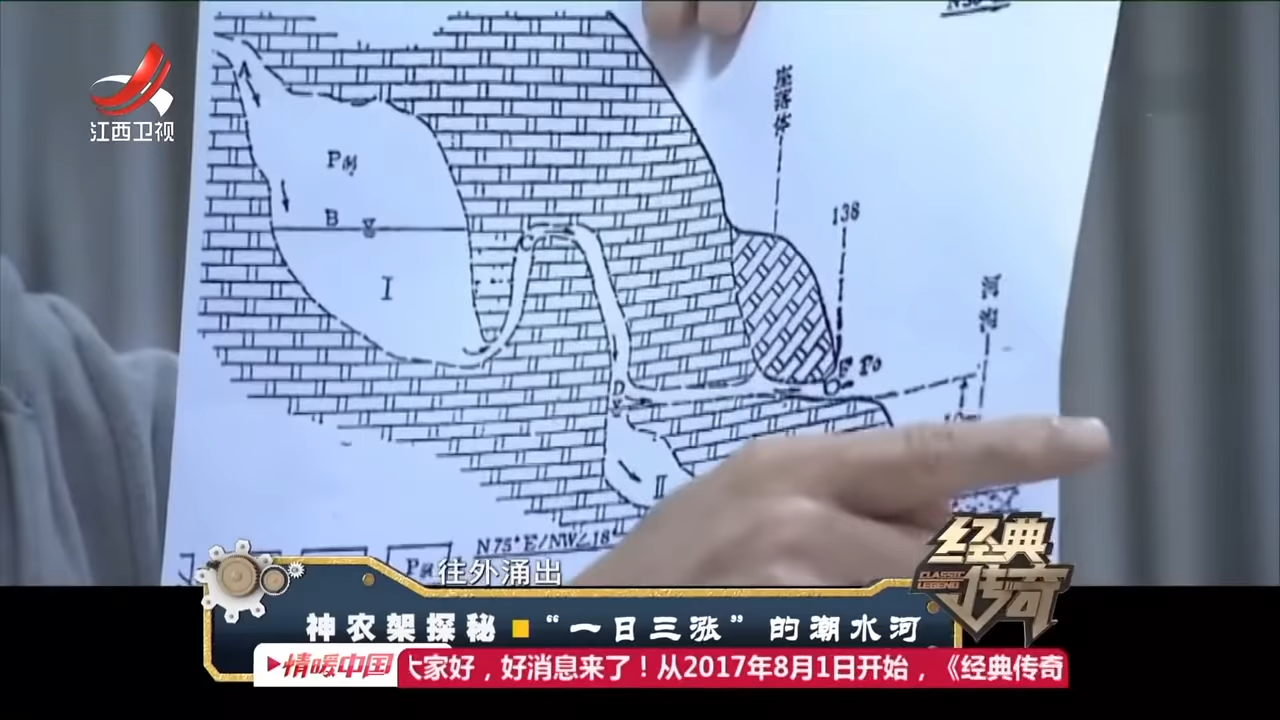 江西卫视
崩落体
138
P
B
I
C
D
F P0
II
N75°E/NW∠18°
往外涌出
经典传奇
CLASSIC LEGEND
神农架探秘 "一日三涨"的潮水河
情暖中国
大家好，好消息来了！从2017年8月1日开始，《经典传奇